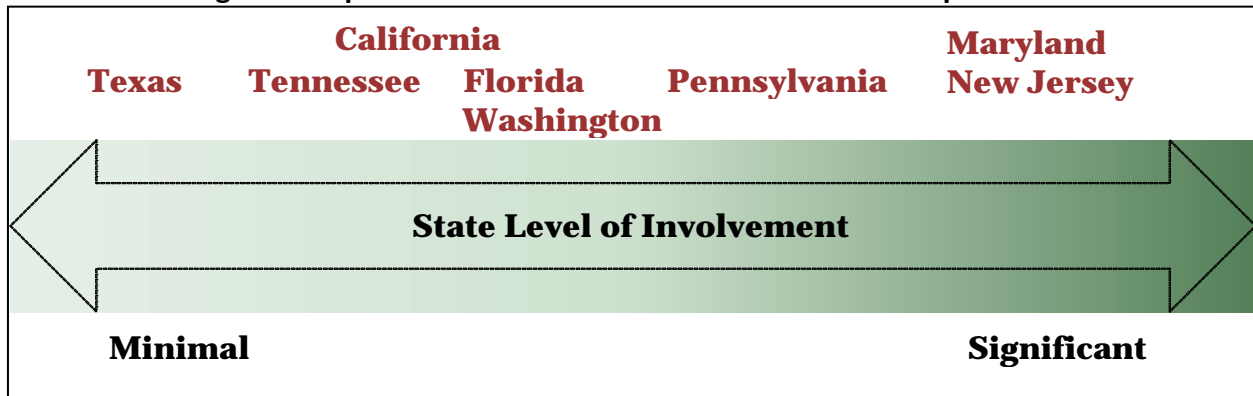 California
Maryland
Texas Tennessee Florida Pennsylvania New Jersey
Washington
State Level of Involvement
Minimal Significant